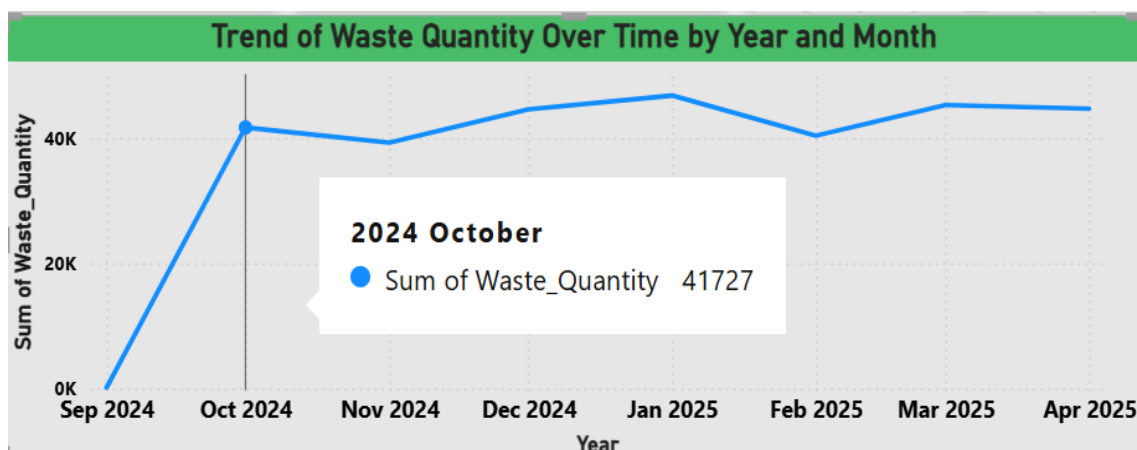 Trend of Waste Quantity Over Time by Year and Month
Sum of Waste_Quantity
40K
20K
0K
2024 October
Sum of Waste_Quantity 41727
Sep 2024 Oct 2024 Nov 2024 Dec 2024 Jan 2025 Feb 2025 Mar 2025 Apr 2025
Year